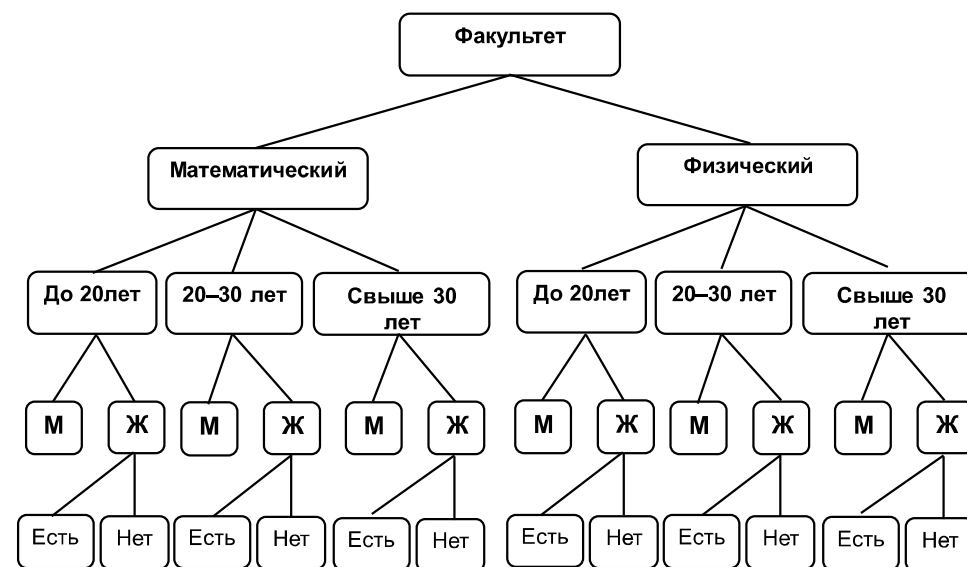 Факультет
Математический
Физический
До 20лет
20–30 лет
Свыше 30
лет
До 20лет
20–30 лет
Свыше 30
лет
М
Ж
М
Ж
М
Ж
М
Ж
М
Ж
М
Ж
Есть
Нет
Есть
Нет
Есть
Нет
Есть
Нет
Есть
Нет
Есть
Нет